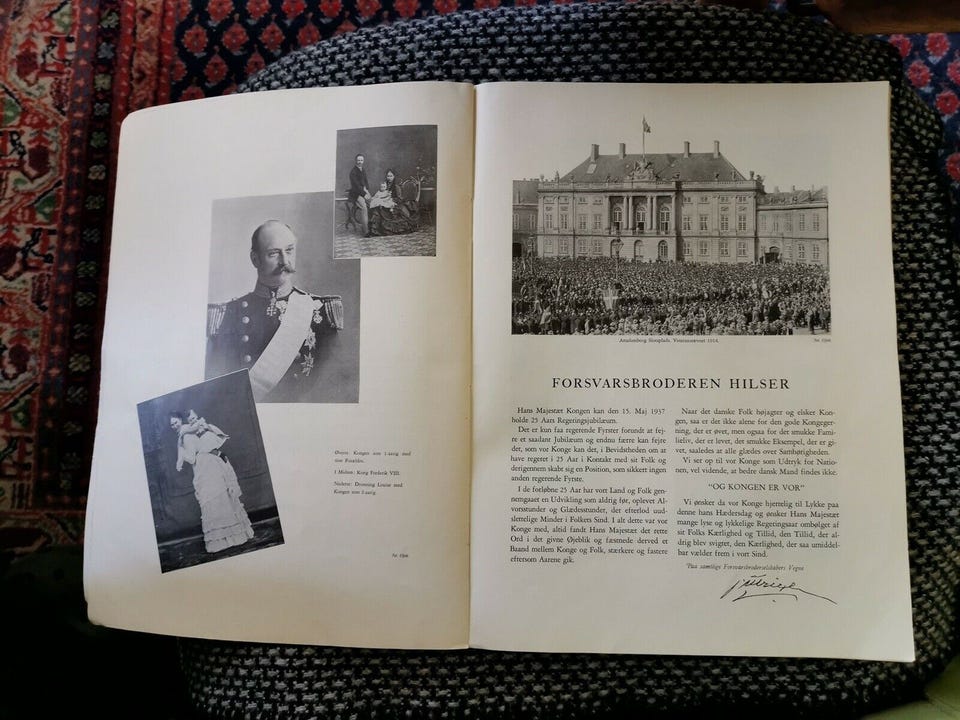 Øverst: Kongen som 1-aarig med
sine Forældre.
I Midten: Kong Frederik VIII.
Nederst: Dronning Louise med
Kongen som 1-aarig.
Amalienborg Slotsplads.
FORSVARSBRODEREN HILSER
Hans Majestæt Kongen kan den 15. Maj 1937
holde 25 Aars Regeringsjubilæum.
Det er kun faa regerende Fyrster forundt at fej-
re et saadant Jubilæum og endnu færre kan fejre
det, som vor Konge kan det, i Bevidstheden om at
have regeret i 25 Aar i Kontakt med sit Folk og
derigennem skabt sig en Position, som sikkert ingen
anden regerende Fyrste.
I de forløbne 25 Aar har vort Land og Folk gen-
nemgaaet en Udvikling som aldrig før, oplevet Al-
vorsstunder og Glædesstunder, der efterlod uud-
slettelige Minder i Folkets Sind. I alt dette var vor
Konge med, altid fandt Hans Majestæt det rette
Ord i det givne Øjeblik og fæstnede derved et
Baand mellem Konge og Folk, stærkere og fastere
eftersom Aarene gik.
Naar det danske Folk højagter og elsker Kon-
gen, saa er det ikke alene for den gode Kongeger-
ning, der er øvet, men ogsaa for det smukke Fami-
lieliv, der er levet, det smukke Eksempel, der er gi-
vet, saaledes at alle glædes over Samhørigheden.
Vi ser op til vor Konge som Udtryk for Natio-
nen, vel vidende, at bedre dansk Mand findes ikke.
"OG KONGEN ER VOR"
Vi ønsker da vor Konge hjertelig til Lykke paa
denne hans Hædersdag og ønsker Hans Majestæt
mange lyse og lykkelige Regeringsaar ombølget af
sit Folks Kærlighed og Tillid, den Tillid, der al-
drig blev svigtet, den Kærlighed, der saa umiddel-
bar vælder frem i vort Sind.
Paa samtlige Forsvarsbroderselskabers Vegne